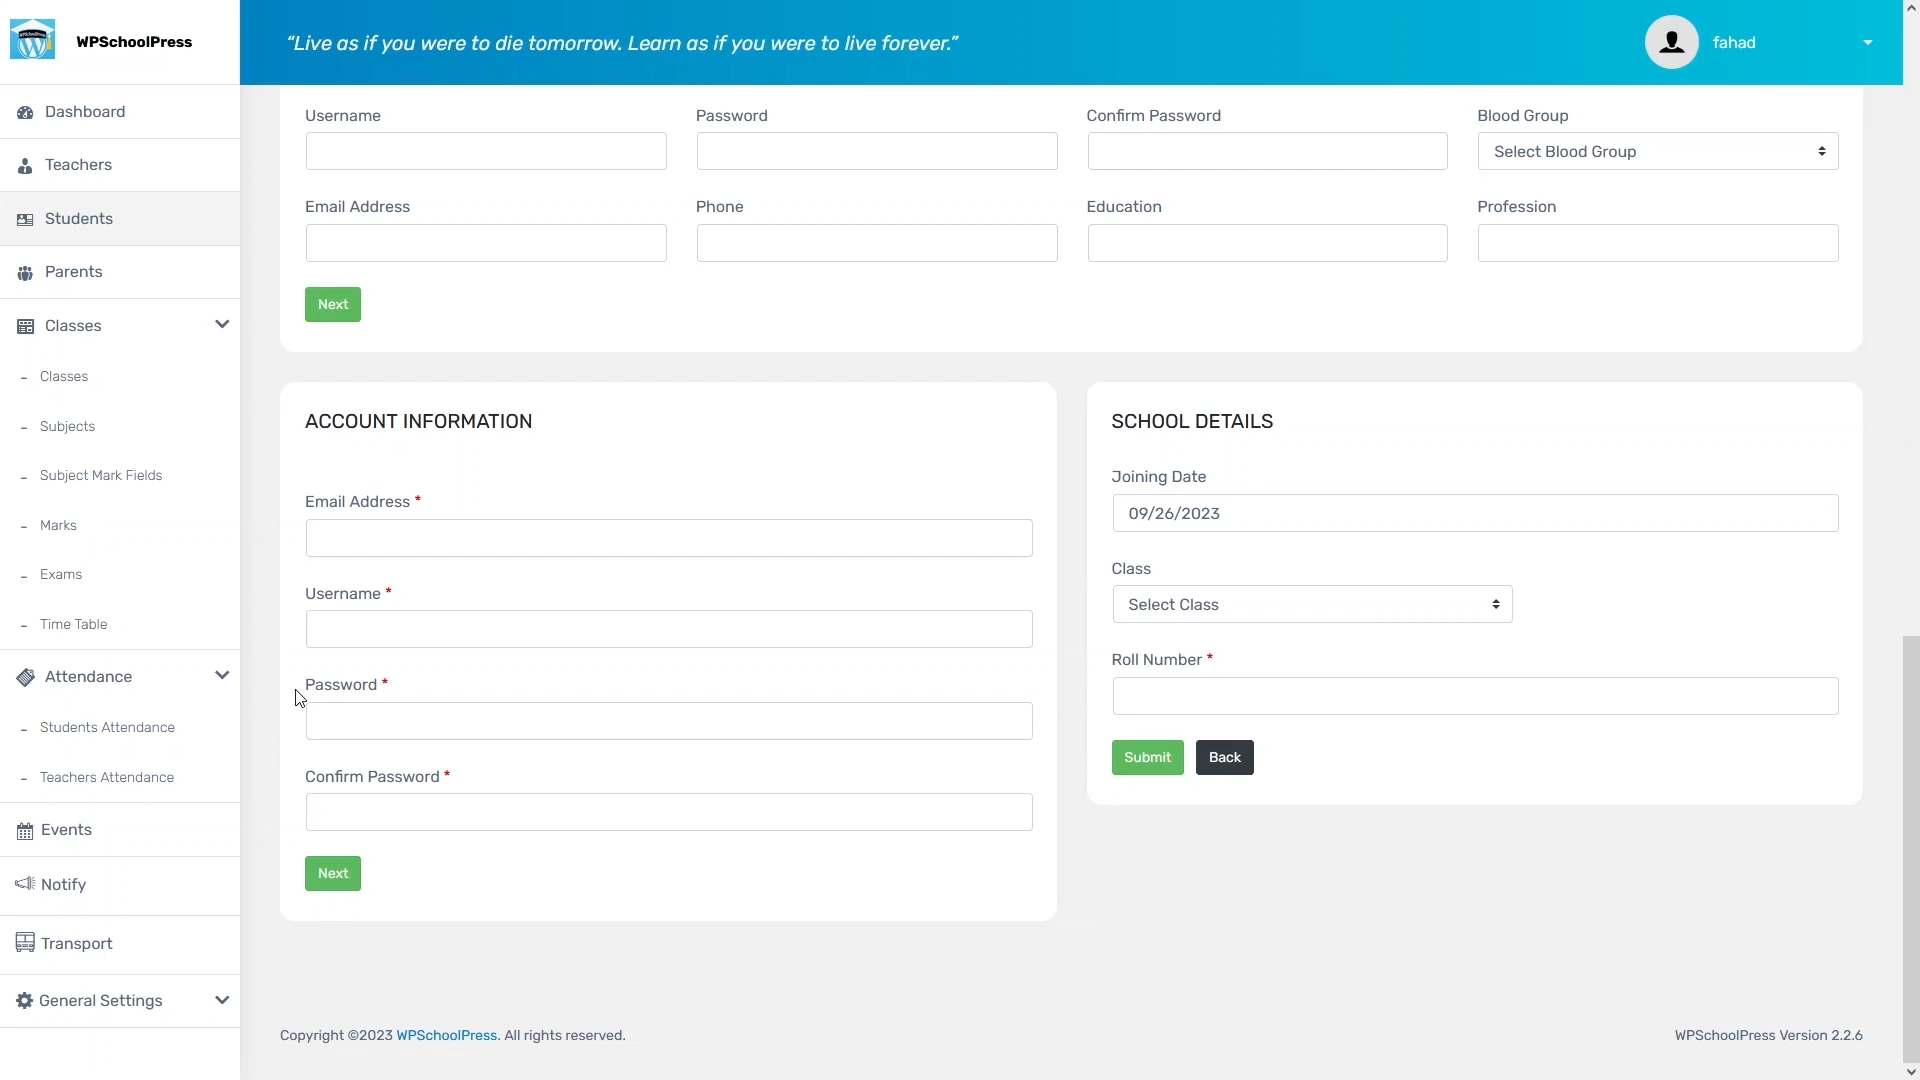 WPSchoolPress
“Live as if you were to die tomorrow. Learn as if you were to live forever.”
fahad
Dashboard
Teachers
Students
Parents
Classes
- Classes
- Subjects
- Subject Mark Fields
- Marks
- Exams
- Time Table
Attendance
- Students Attendance
- Teachers Attendance
Events
Notify
Transport
General Settings
Username Password Confirm Password Blood Group
Select Blood Group
Email Address Phone Education Profession
Next
ACCOUNT INFORMATION
Email Address *
Username *
Password *
Confirm Password *
Next
SCHOOL DETAILS
Joining Date
09/26/2023
Class
Select Class
Roll Number *
Submit Back
Copyright ©2023 WPSchoolPress. All rights reserved.
WPSchoolPress Version 2.2.6